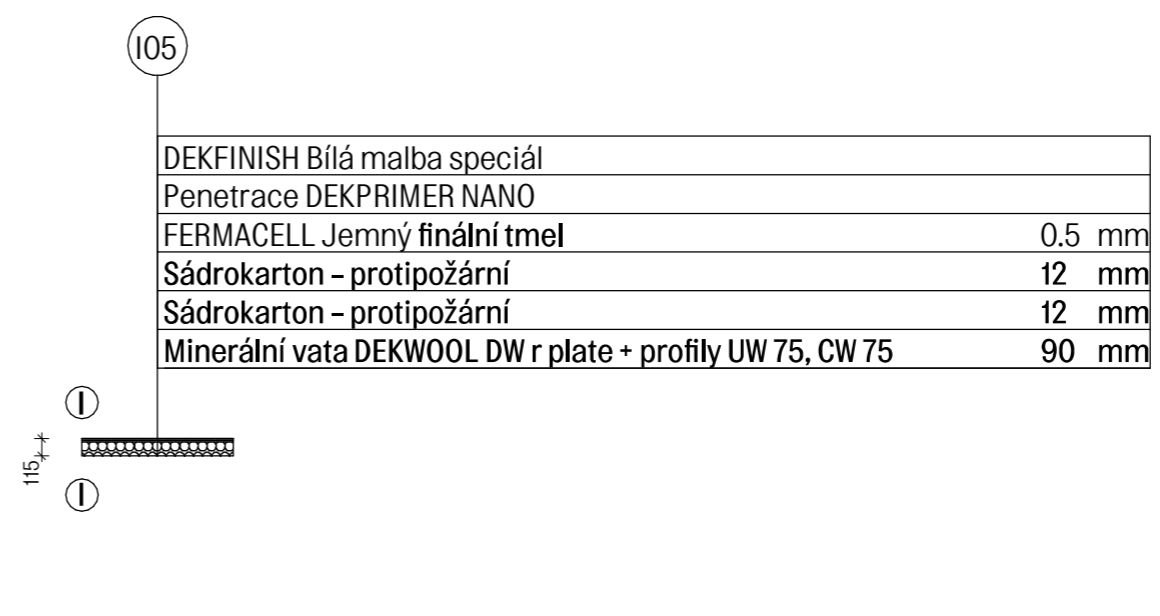 I05
DEKFINISH Bílá malba speciál
Penetrace DEKPRIMER NANO
FERMACELL Jemný finální tmel 0.5 mm
Sádrokarton – protipožární 12 mm
Sádrokarton – protipožární 12 mm
Minerální vata DEKWOOL DW r plate + profily UW 75, CW 75 90 mm
I
115
I